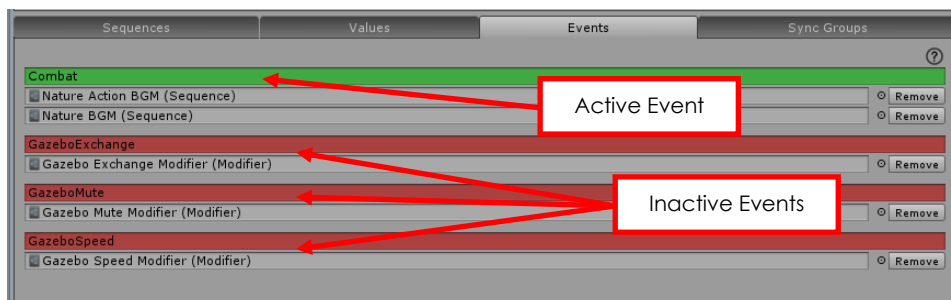 Sequences Values Events Sync Groups
?
Combat
Nature Action BGM (Sequence) Remove
Nature BGM (Sequence) Remove
Active Event
GazeboExchange
Gazebo Exchange Modifier (Modifier) Remove
GazeboMute
Gazebo Mute Modifier (Modifier) Remove
Inactive Events
GazeboSpeed
Gazebo Speed Modifier (Modifier) Remove